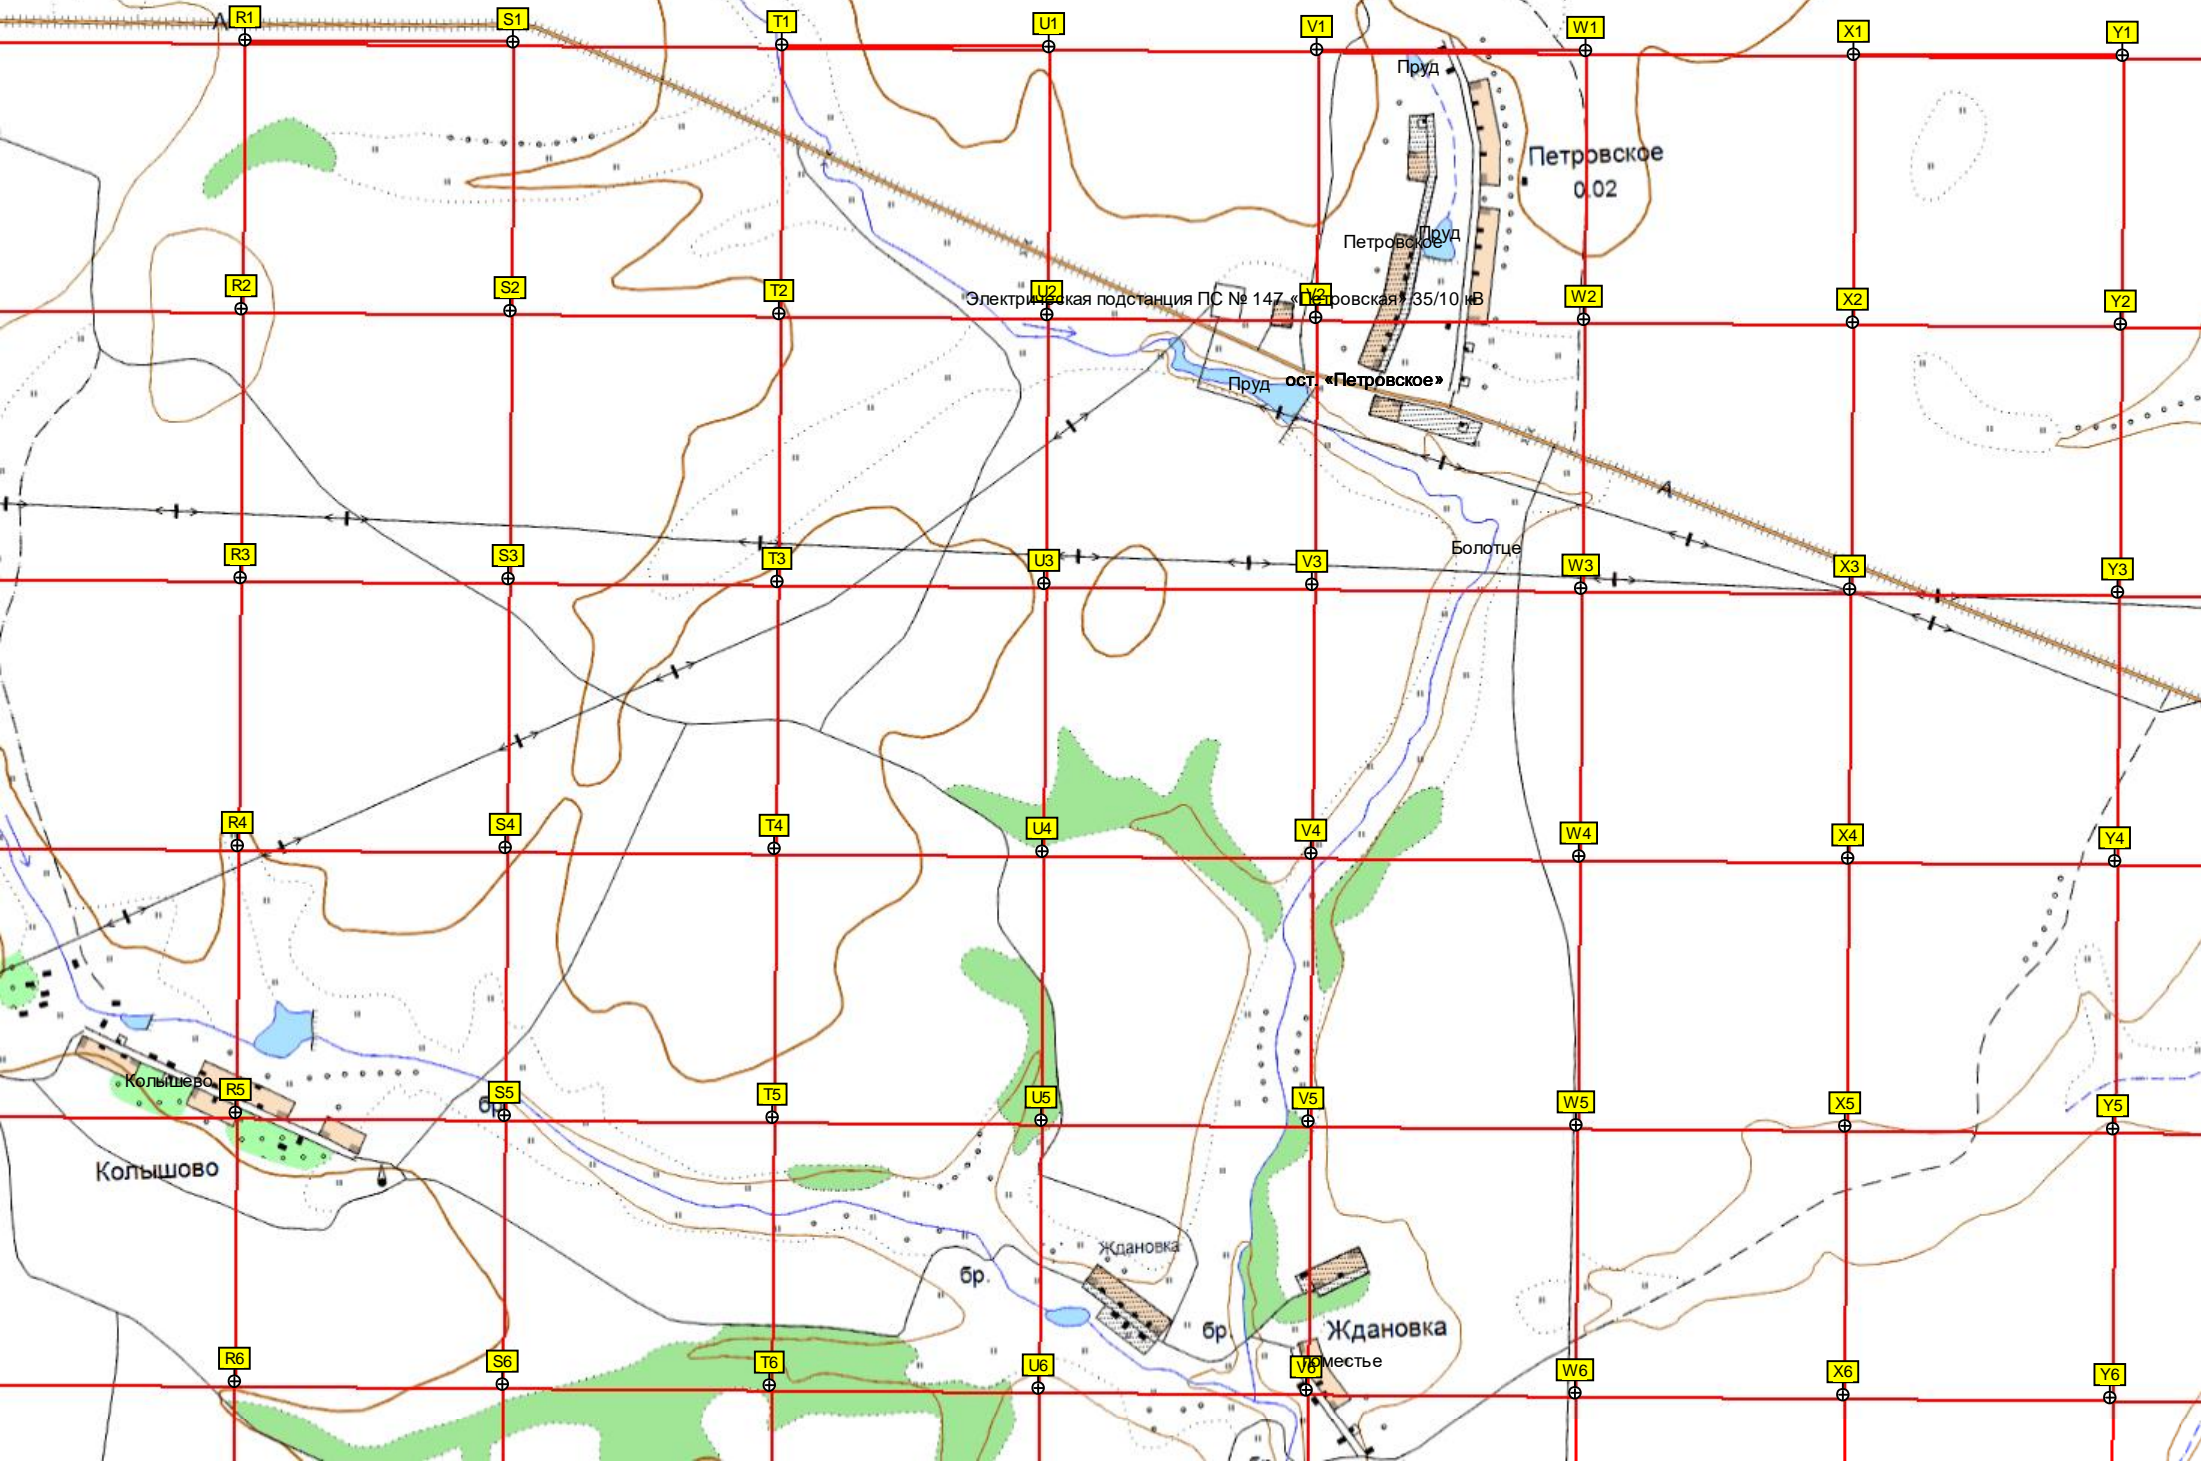 A
R1
S1
T1
U1
V1
W1
X1
Y1
Пруд
Петровское
0.02
Пруд
Петровское
R2
S2
T2
U2
V2
W2
X2
Y2
Электрическая подстанция ПС № 147 «Петровская» 35/10 кВ
Пруд
ост. «Петровское»
A
Болотце
R3
S3
T3
U3
V3
W3
X3
Y3
R4
S4
T4
U4
V4
W4
X4
Y4
Колышево
R5
S5
T5
U5
V5
W5
X5
Y5
бр.
Колышово
Ждановка
бр.
бр.
Ждановка
поместье
R6
S6
T6
U6
V6
W6
X6
Y6